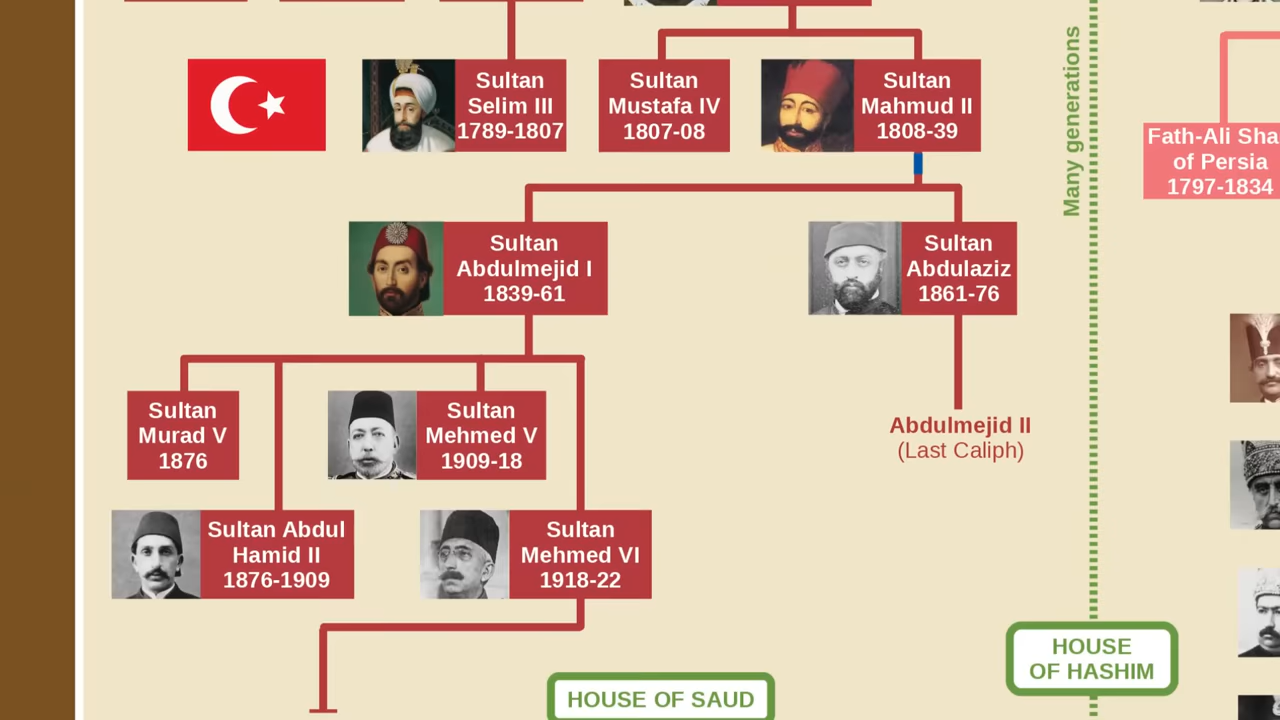 Sultan
Selim III
1789-1807
Sultan
Mustafa IV
1807-08
Sultan
Mahmud II
1808-39
Many generations
Fath-Ali Sha
of Persia
1797-1834
Sultan
Abdulmejid I
1839-61
Sultan
Abdulaziz
1861-76
Sultan
Murad V
1876
Sultan
Mehmed V
1909-18
Abdulmejid II
(Last Caliph)
Sultan Abdul
Hamid II
1876-1909
Sultan
Mehmed VI
1918-22
HOUSE
OF HASHIM
HOUSE OF SAUD